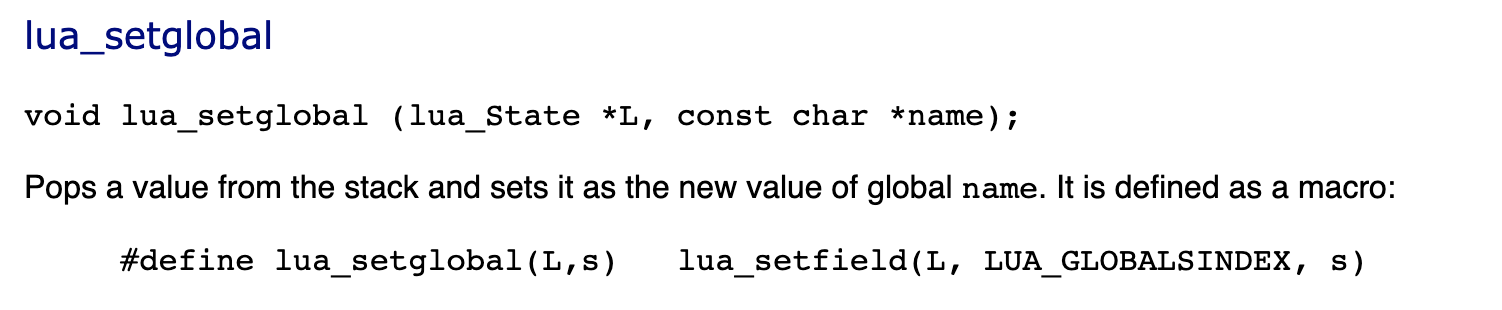 lua_setglobal
void lua_setglobal (lua_State *L, const char *name);
Pops a value from the stack and sets it as the new value of global name. It is defined as a macro:
#define lua_setglobal(L,s)   lua_setfield(L, LUA_GLOBALSINDEX, s)